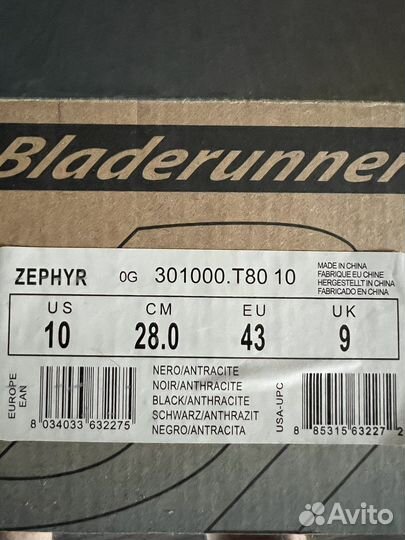 Bladerunner
ZEPHYR 0G 301000.T80 10
MADE IN CHINA
FABRIQUE EU CHINE
HERGESTELLT IN CHINA
FABRICADO EN CHINA
US 10
CM 28.0
EU 43
UK 9
EUROPE EAN
8 034033 632275
NERO/ANTRACITE
NOIR/ANTHRACITE
BLACK/ANTHRACITE
SCHWARZ/ANTHRAZIT
NEGRO/ANTRACITA
USA-UPC
8 85315 63227 2
Avito